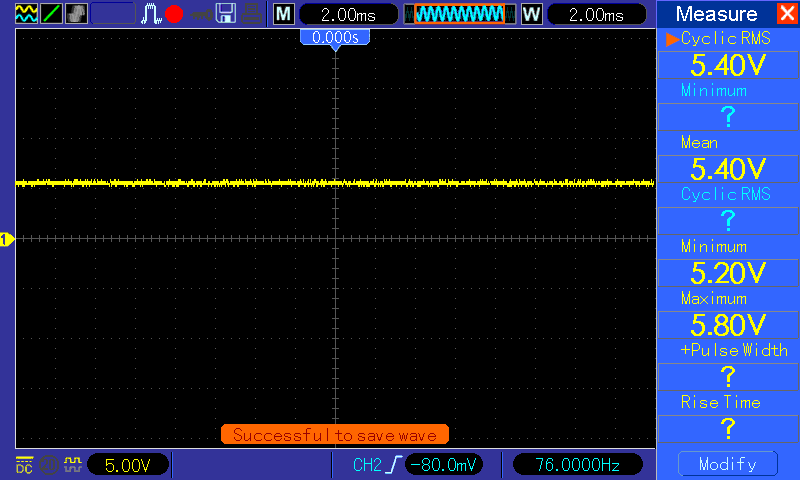 M 2.00ms W 2.00ms
0.000s
1
Successful to save wave
DC 5.00V CH2 -80.0mV 76.0000Hz
Measure
Cyclic RMS
5.40V
Minimum
?
Mean
5.40V
Cyclic RMS
?
Minimum
5.20V
Maximum
5.80V
+Pulse Width
?
Rise Time
?
Modify